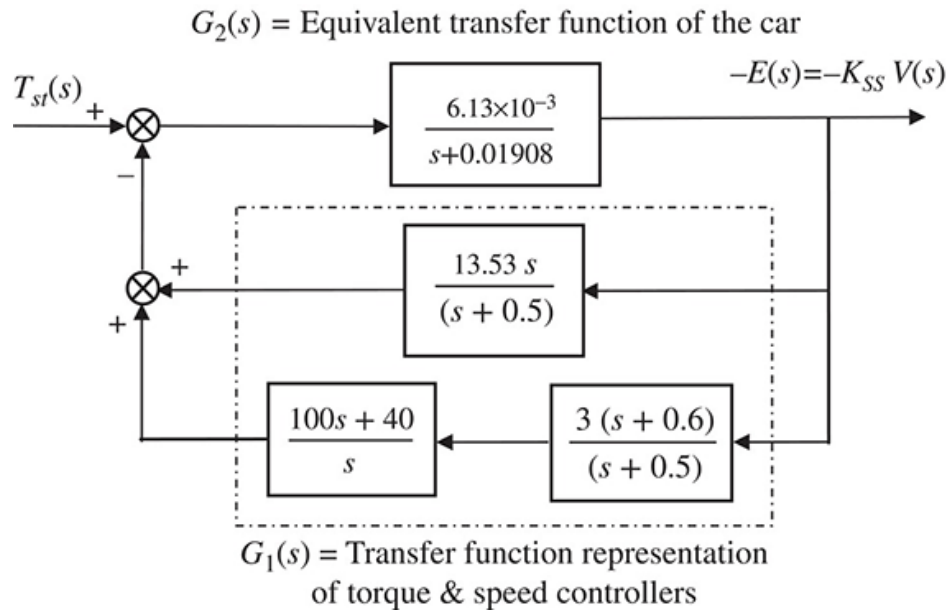 G₂(s) = Equivalent transfer function of the car
T_st(s)
–E(s)=–K_SS V(s)
+
6.13×10⁻³
s+0.01908
–
13.53 s
(s + 0.5)
+
+
100s + 40
s
3 (s + 0.6)
(s + 0.5)
G₁(s) = Transfer function representation
of torque & speed controllers